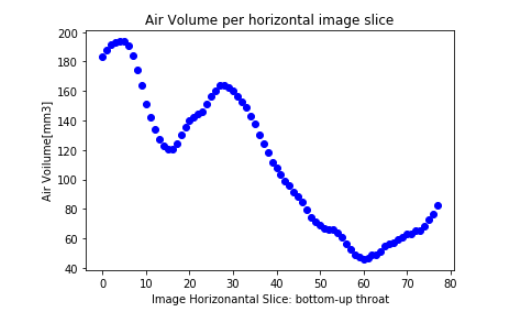 Air Volume per horizontal image slice
200
180
160
140
120
100
80
60
40
Air Voilume[mm3]
0 10 20 30 40 50 60 70 80
Image Horizonantal Slice: bottom-up throat